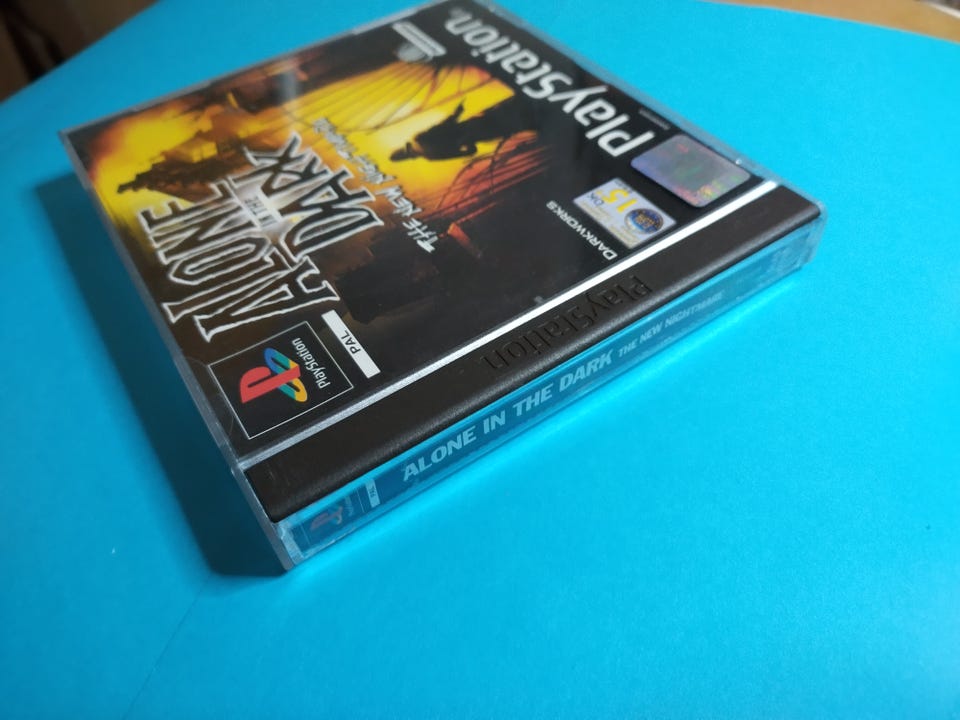 PlayStation
ALONE
IN THE
DARK
THE NEW NIGHTMARE
DARKWORKS
15
PAL
PlayStation
PlayStation
ALONE IN THE DARK THE NEW NIGHTMARE
PAL